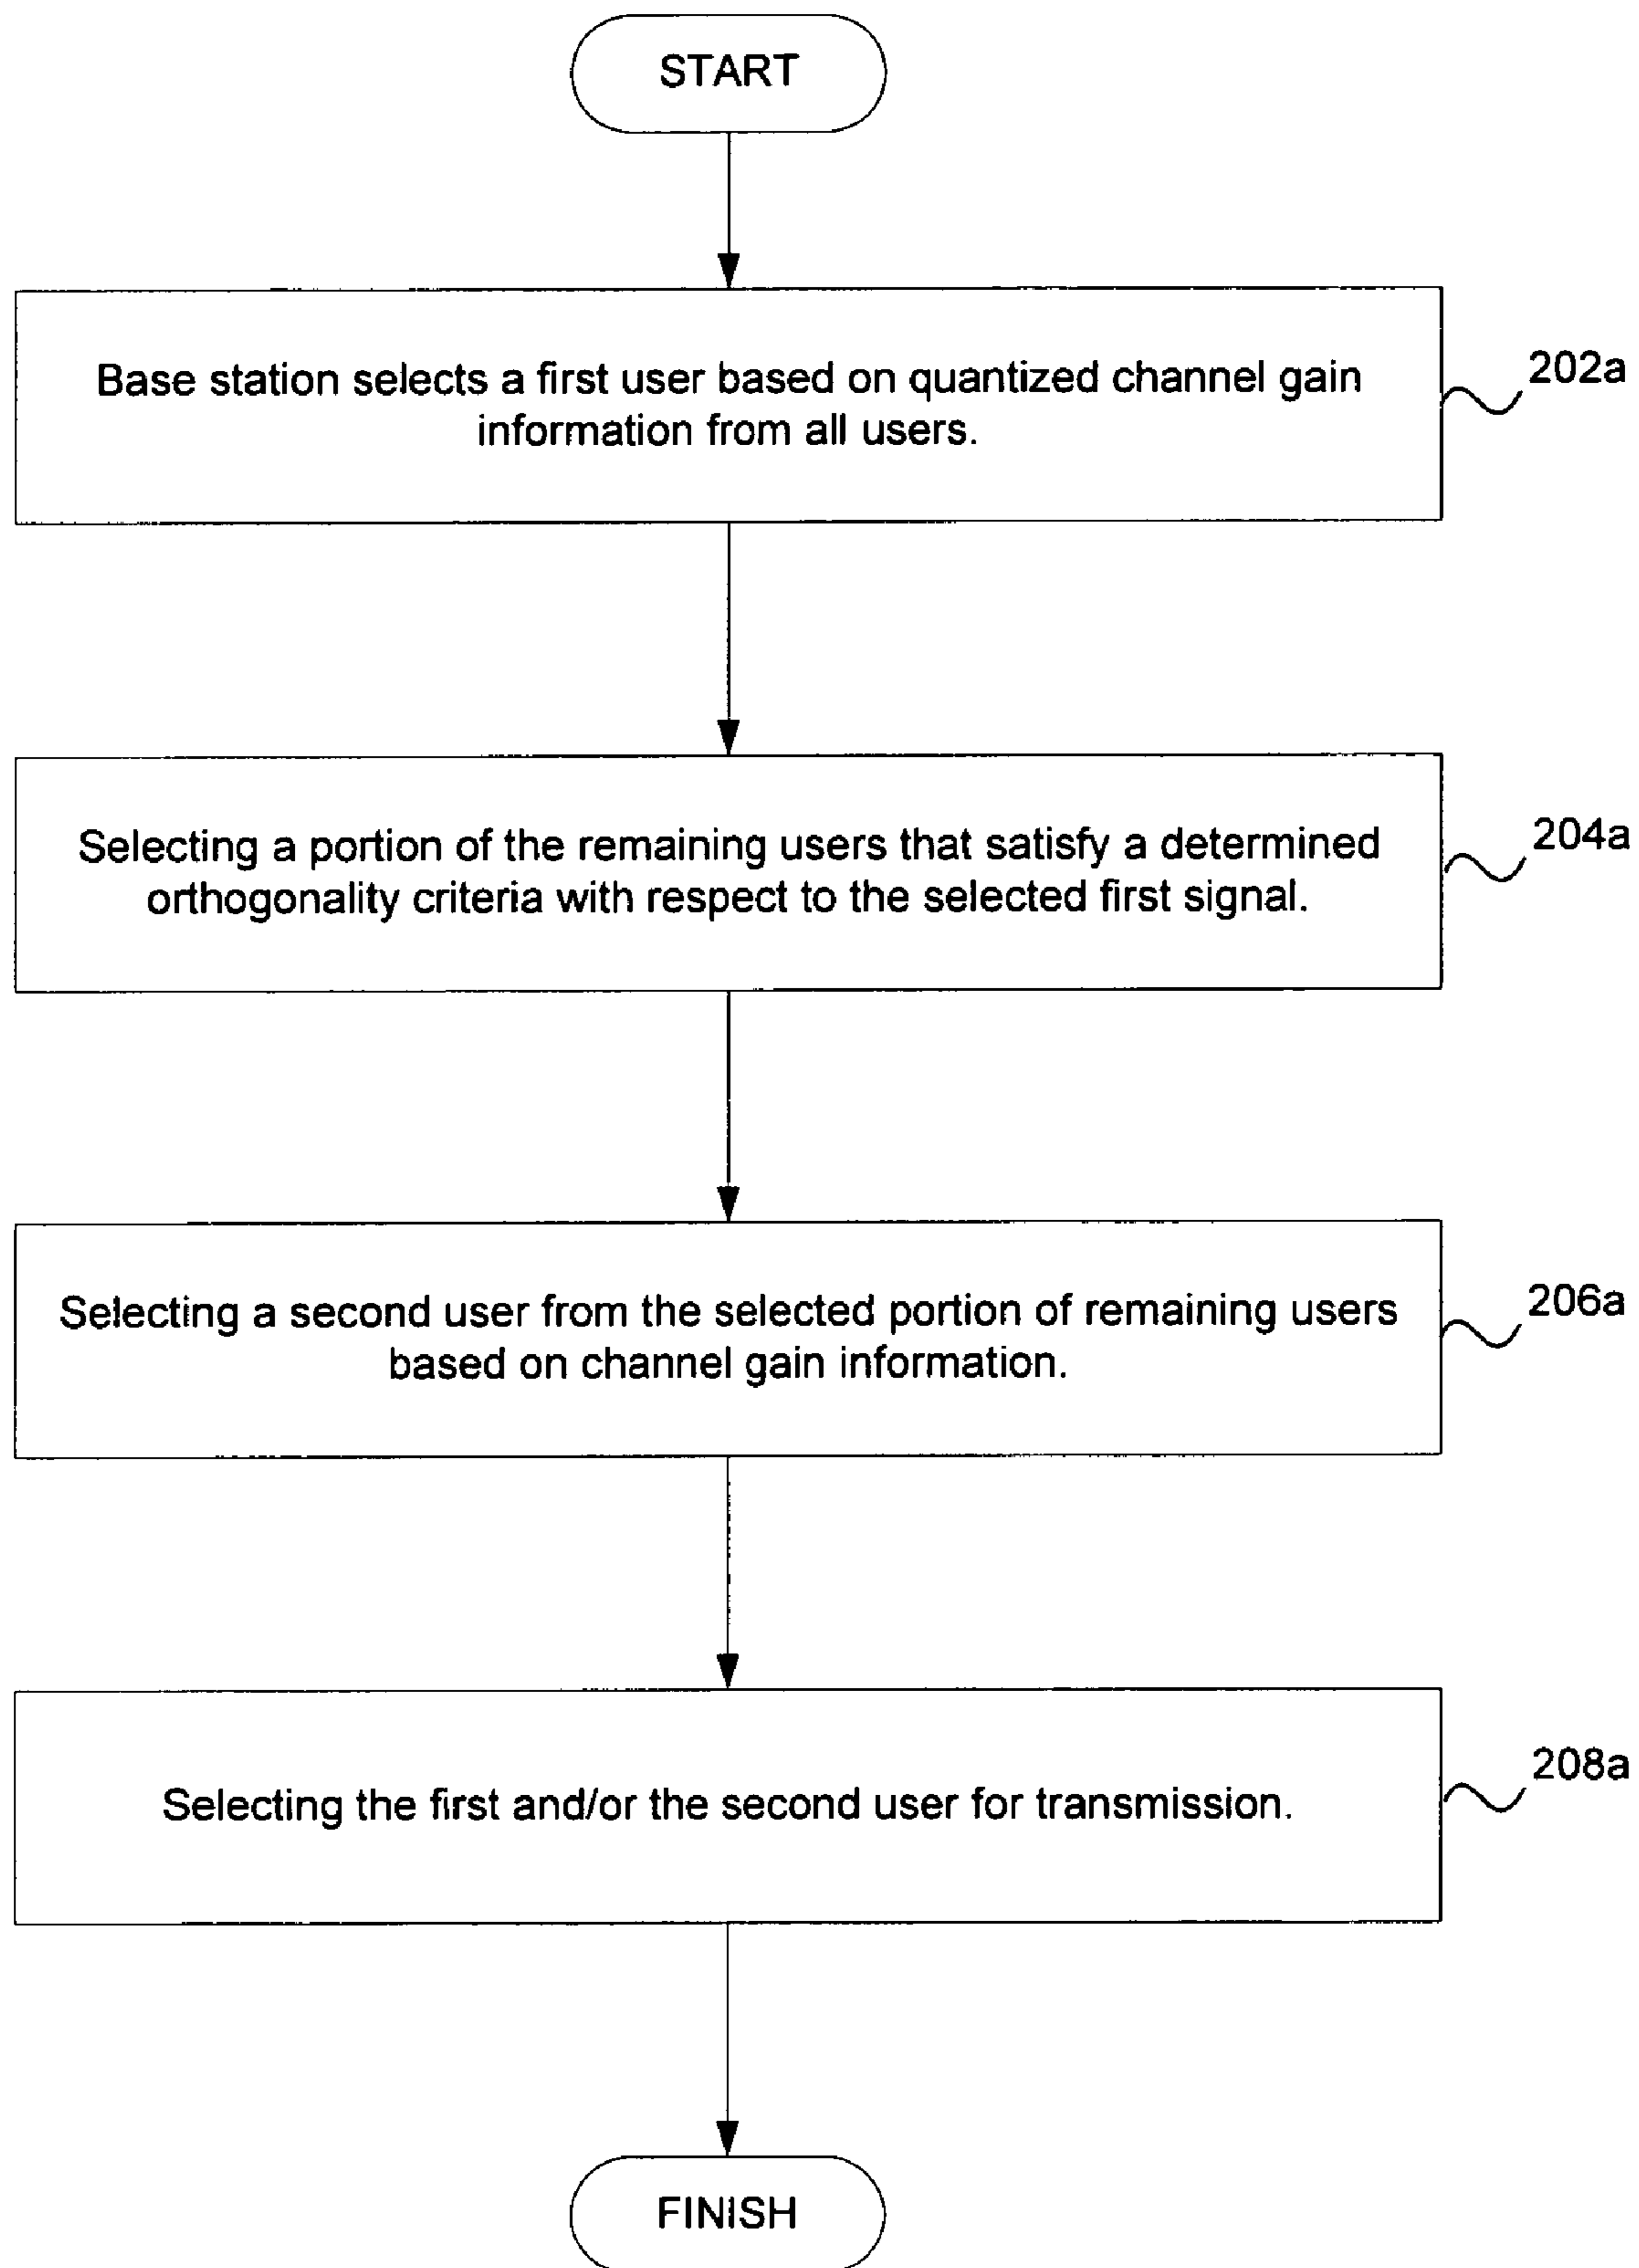 START
Base station selects a first user based on quantized channel gain
information from all users.
202a
Selecting a portion of the remaining users that satisfy a determined
orthogonality criteria with respect to the selected first signal.
204a
Selecting a second user from the selected portion of remaining users
based on channel gain information.
206a
Selecting the first and/or the second user for transmission.
208a
FINISH